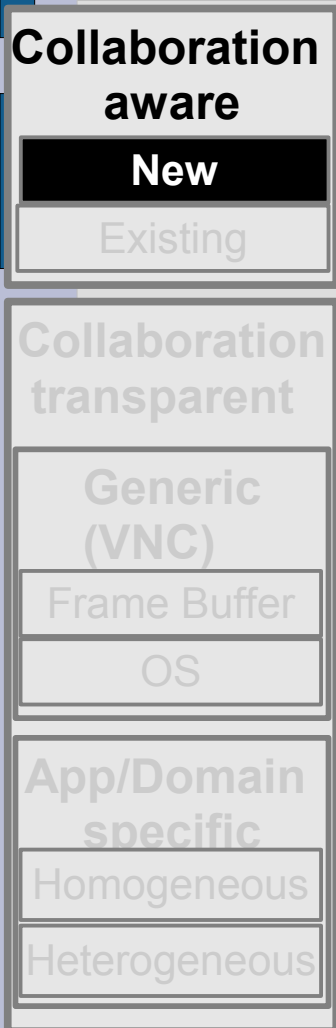 Collaboration
aware
New
Existing
Collaboration
transparent
Generic
(VNC)
Frame Buffer
OS
App/Domain
specific
Homogeneous
Heterogeneous